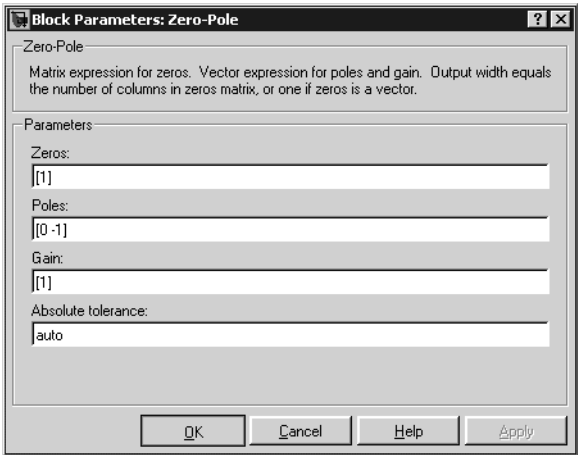 Block Parameters: Zero-Pole
Zero-Pole
Matrix expression for zeros. Vector expression for poles and gain. Output width equals
the number of columns in zeros matrix, or one if zeros is a vector.
Parameters
Zeros:
[1]
Poles:
[0 -1]
Gain:
[1]
Absolute tolerance:
auto
OK Cancel Help Apply